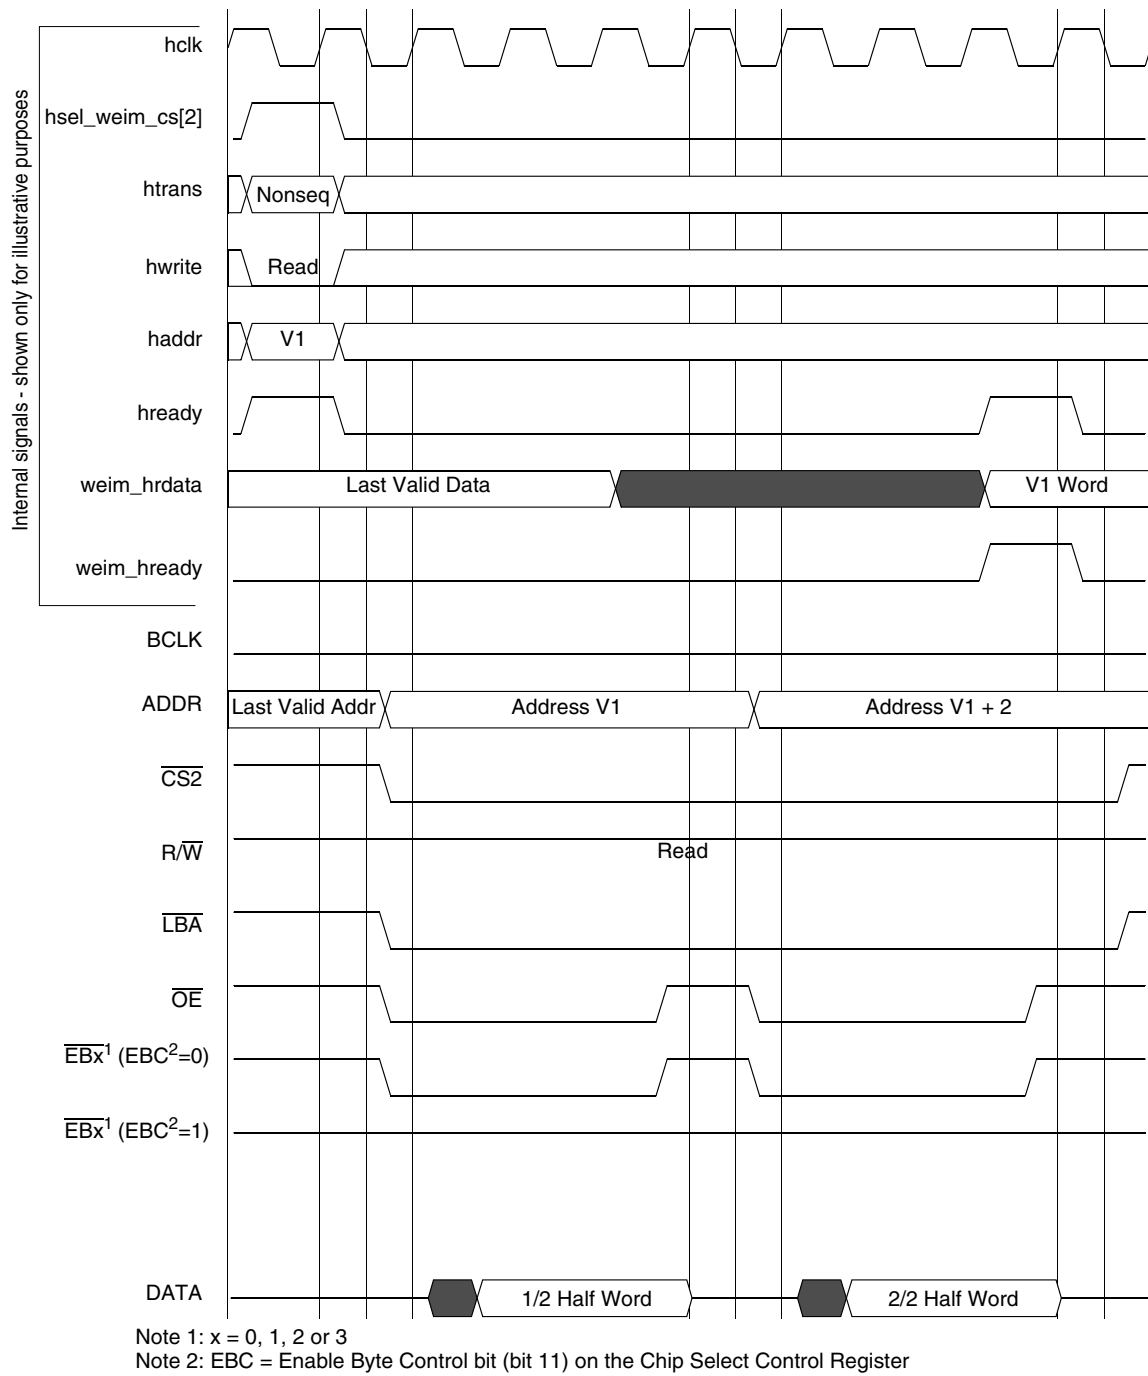 Internal signals - shown only for illustrative purposes
hclk
hsel_weim_cs[2]
htrans
Nonseq
hwrite
Read
haddr
V1
hready
weim_hrdata
Last Valid Data
V1 Word
weim_hready
BCLK
ADDR
Last Valid Addr
Address V1
Address V1 + 2
CS2
R/W
Read
LBA
OE
EBx¹ (EBC²=0)
EBx¹ (EBC²=1)
DATA
1/2 Half Word
2/2 Half Word
Note 1: x = 0, 1, 2 or 3
Note 2: EBC = Enable Byte Control bit (bit 11) on the Chip Select Control Register